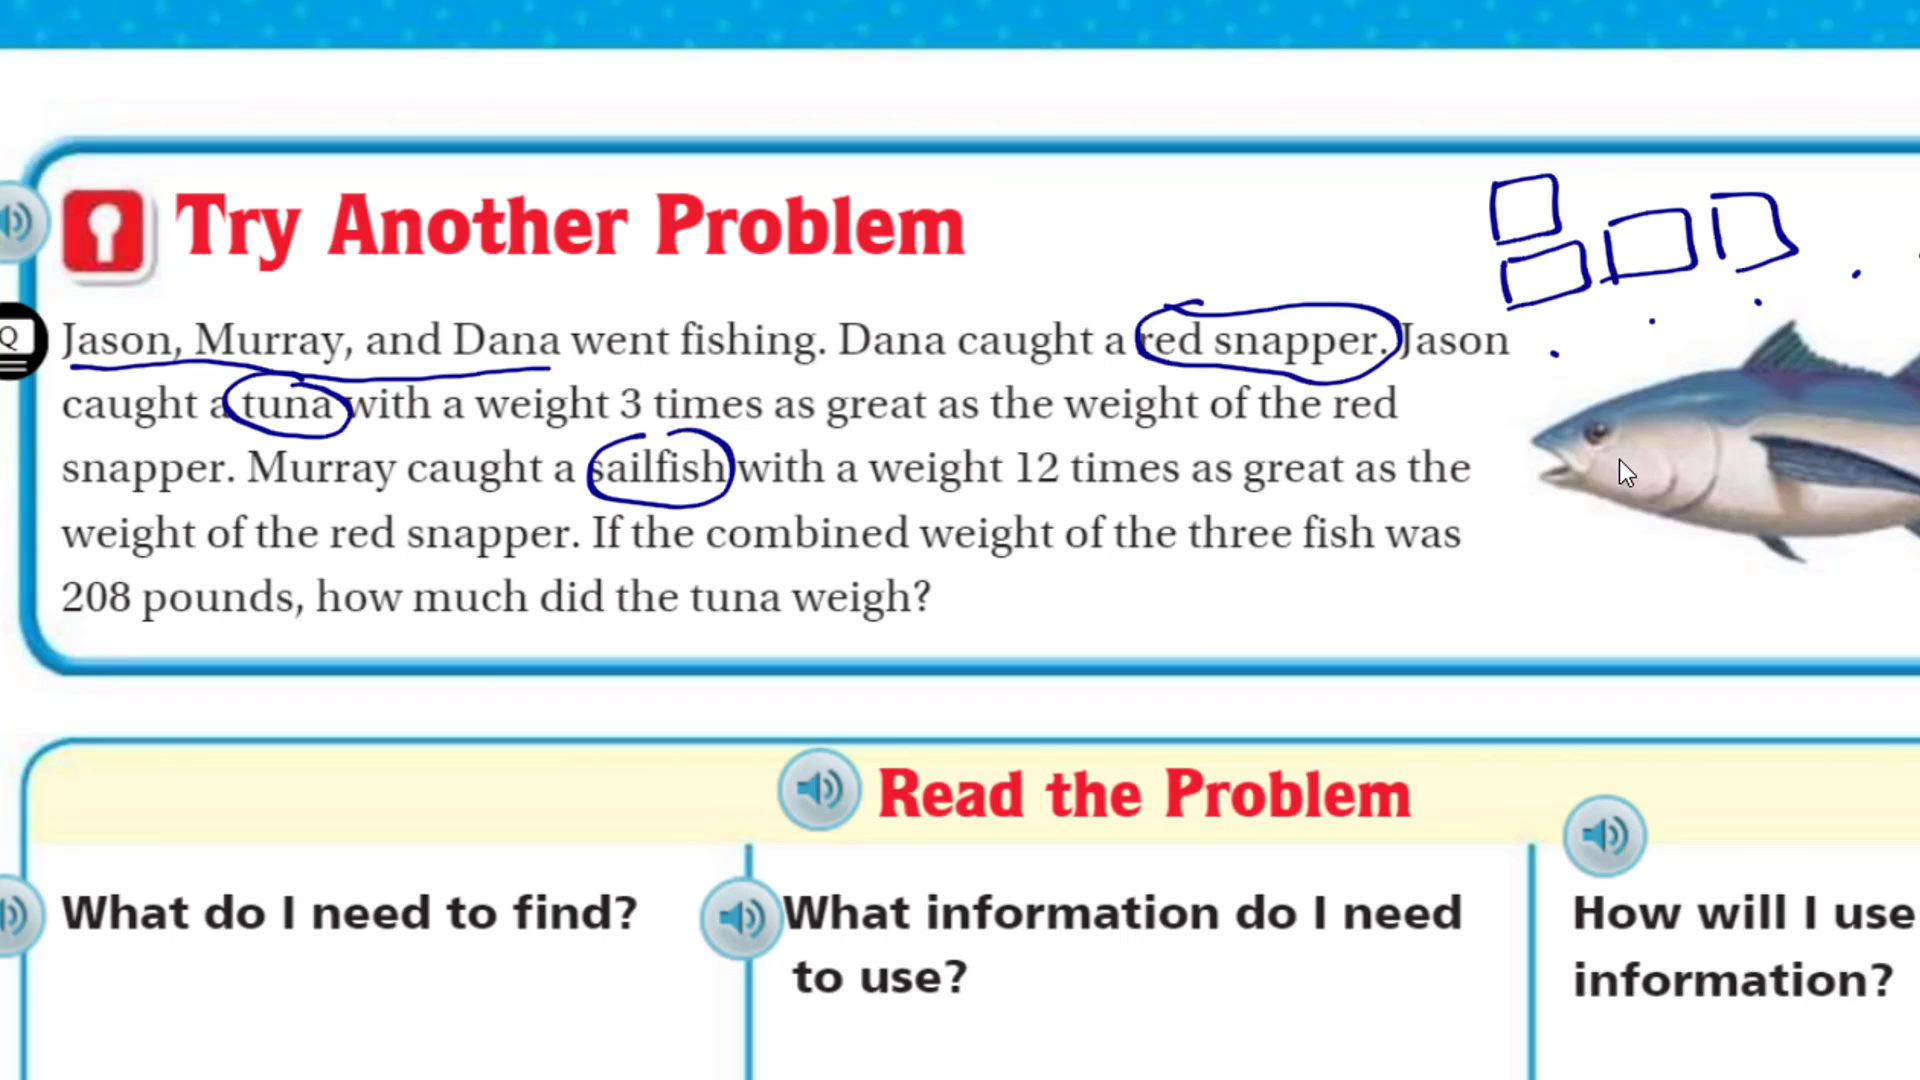 Try Another Problem
Q
Jason, Murray, and Dana went fishing. Dana caught a red snapper. Jason
caught a tuna with a weight 3 times as great as the weight of the red
snapper. Murray caught a sailfish with a weight 12 times as great as the
weight of the red snapper. If the combined weight of the three fish was
208 pounds, how much did the tuna weigh?
Read the Problem
What do I need to find?
What information do I need
to use?
How will I use
information?